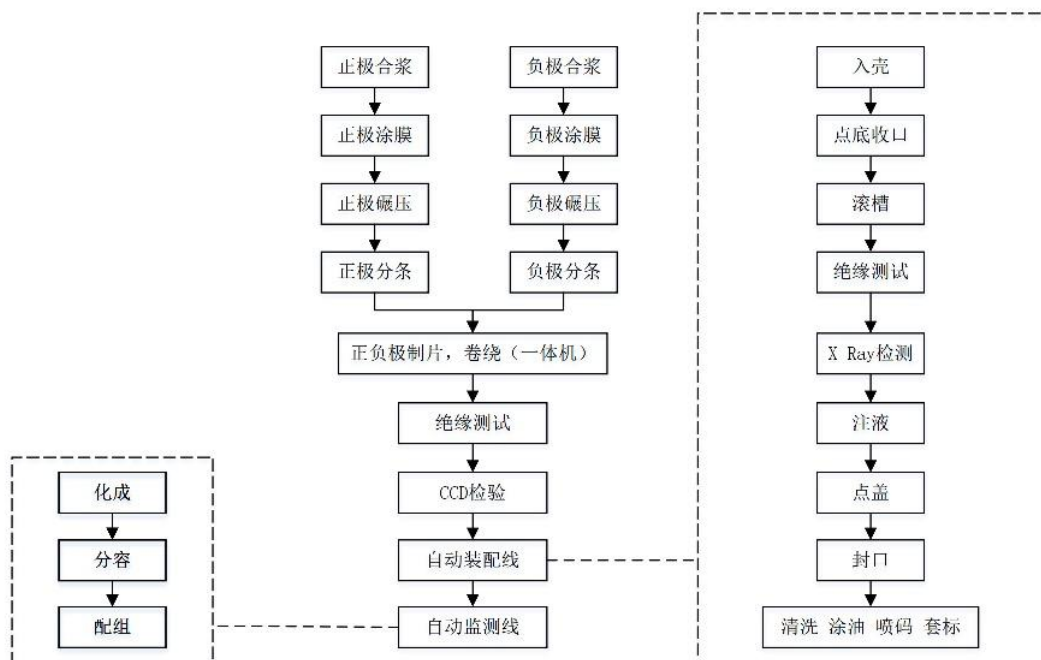 正极合浆
负极合浆
正极涂膜
负极涂膜
正极碾压
负极碾压
正极分条
负极分条
正负极制片，卷绕（一体机）
绝缘测试
CCD检验
自动装配线
自动监测线
化成
分容
配组
入壳
点底收口
滚槽
绝缘测试
X Ray检测
注液
点盖
封口
清洗 涂油 喷码 套标